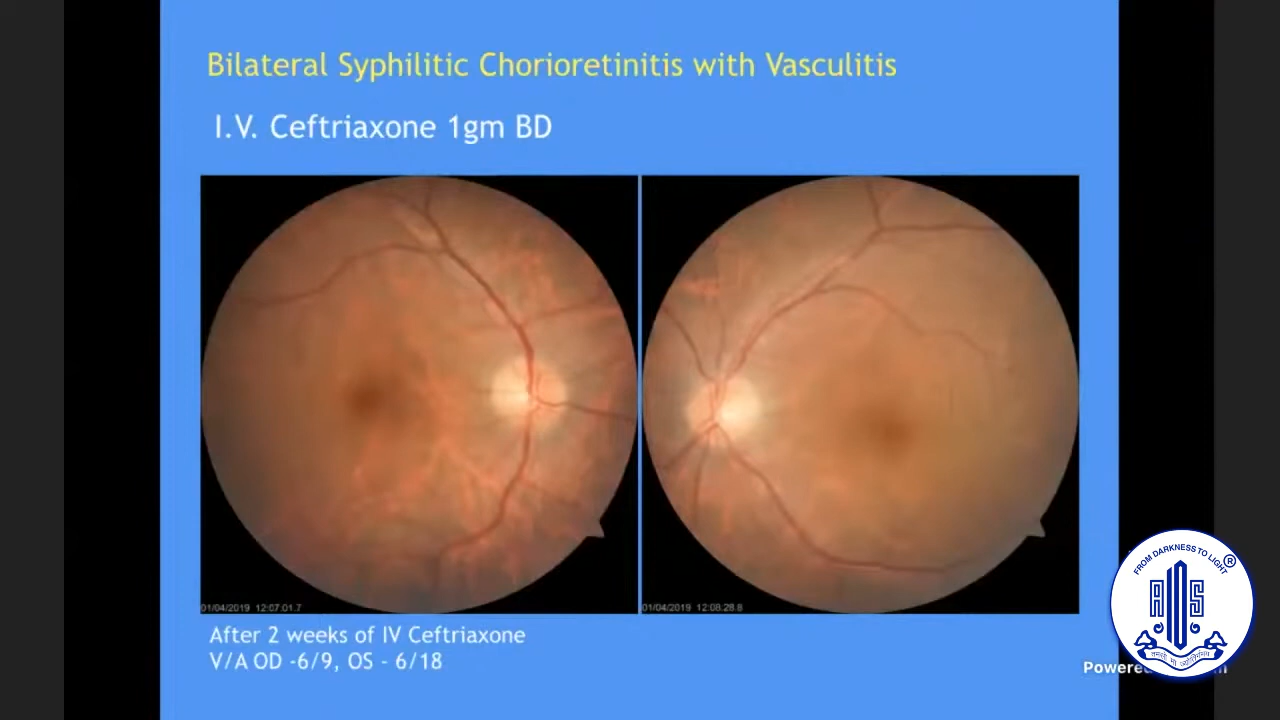 Bilateral Syphilitic Chorioretinitis with Vasculitis
I.V. Ceftriaxone 1gm BD
01/04/2019 12:07:01.7
01/04/2019 12:08:28.8
After 2 weeks of IV Ceftriaxone
V/A OD -6/9, OS - 6/18
FROM DARKNESS TO LIGHT
®
AIOS